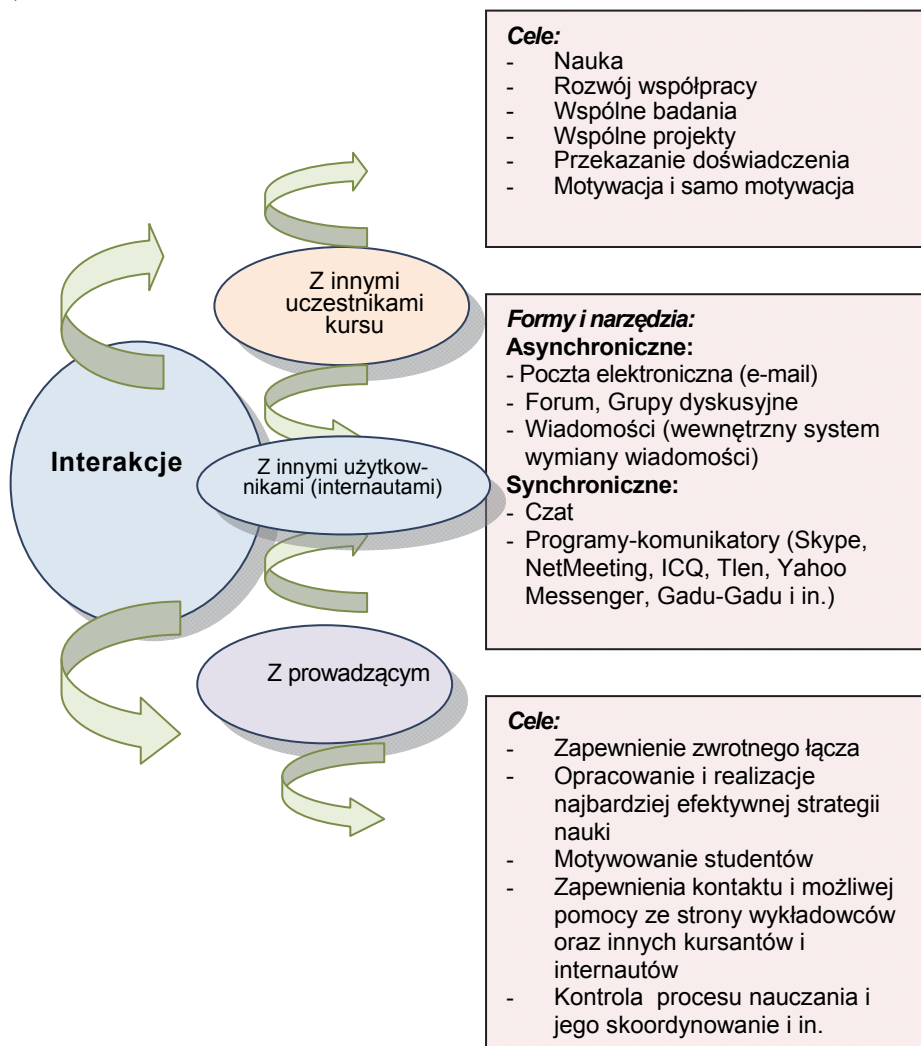 Interakcje
Z innymi
uczestnikami
kursu
Z innymi użytkow-
nikami (internautami)
Z prowadzącym
Cele:
- Nauka
- Rozwój współpracy
- Wspólne badania
- Wspólne projekty
- Przekazanie doświadczenia
- Motywacja i samo motywacja
Formy i narzędzia:
Asynchroniczne:
- Poczta elektroniczna (e-mail)
- Forum, Grupy dyskusyjne
- Wiadomości (wewnętrzny system
wymiany wiadomości)
Synchroniczne:
- Czat
- Programy-komunikatory (Skype,
NetMeeting, ICQ, Tlen, Yahoo
Messenger, Gadu-Gadu i in.)
Cele:
- Zapewnienie zwrotnego łącza
- Opracowanie i realizacje
najbardziej efektywnej strategii
nauki
- Motywowanie studentów
- Zapewnienia kontaktu i możliwej
pomocy ze strony wykładowców
oraz innych kursantów i
internautów
- Kontrola procesu nauczania i
jego skoordynowanie i in.